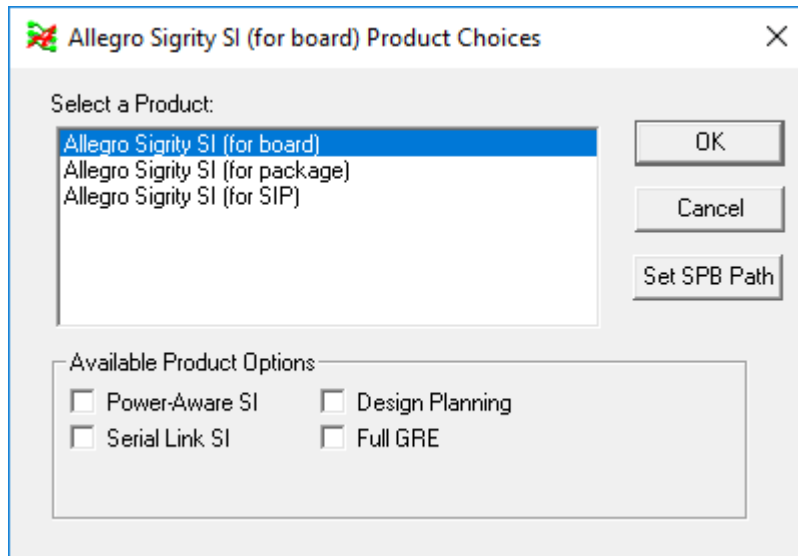 Allegro Sigrity SI (for board) Product Choices
Select a Product:
Allegro Sigrity SI (for board)
Allegro Sigrity SI (for package)
Allegro Sigrity SI (for SIP)
OK
Cancel
Set SPB Path
Available Product Options
Power-Aware SI
Design Planning
Serial Link SI
Full GRE